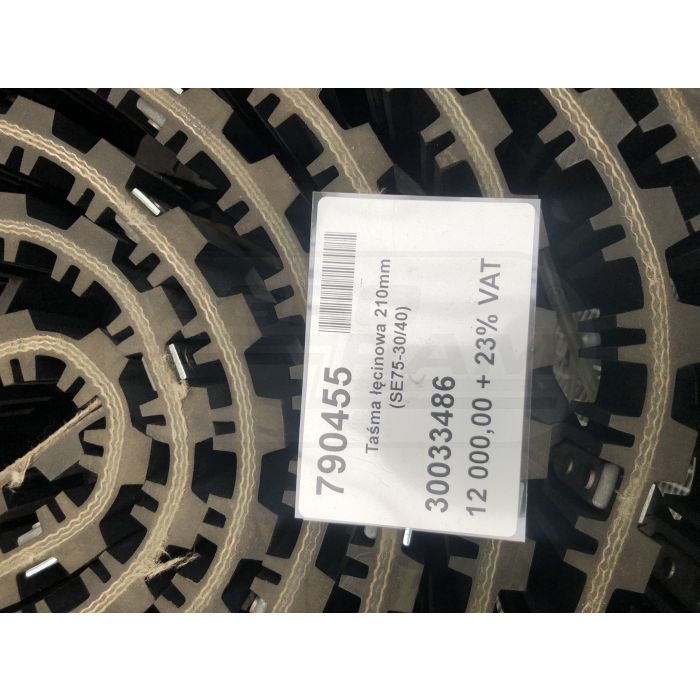 790455
Taśma łęcinowa 210mm
(SE75-30/40)
30033486
12 000,00 + 23% VAT